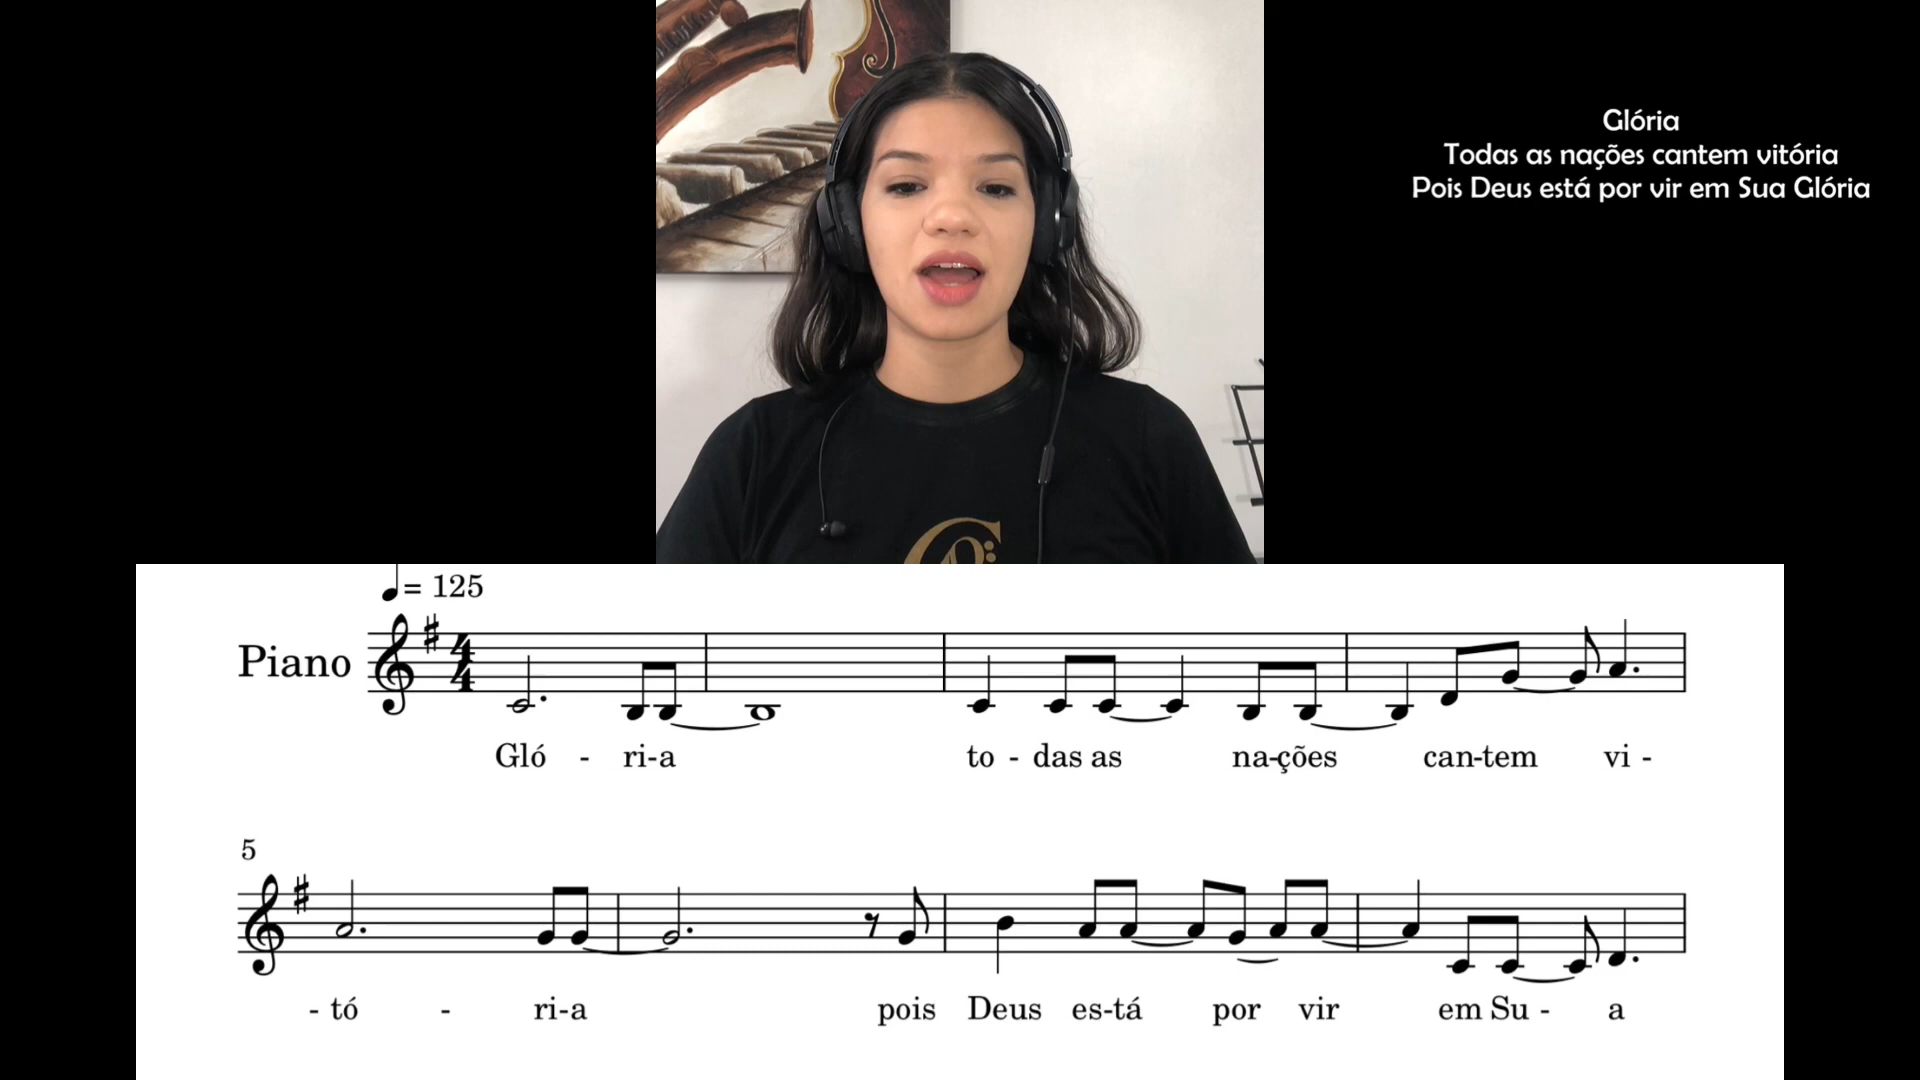 Glória
Todas as nações cantem vitória
Pois Deus está por vir em Sua Glória
= 125
Piano
Gló - ri-a to - das as na-ções can-tem vi -
5
- tó - ri-a pois Deus es-tá por vir em Su - a